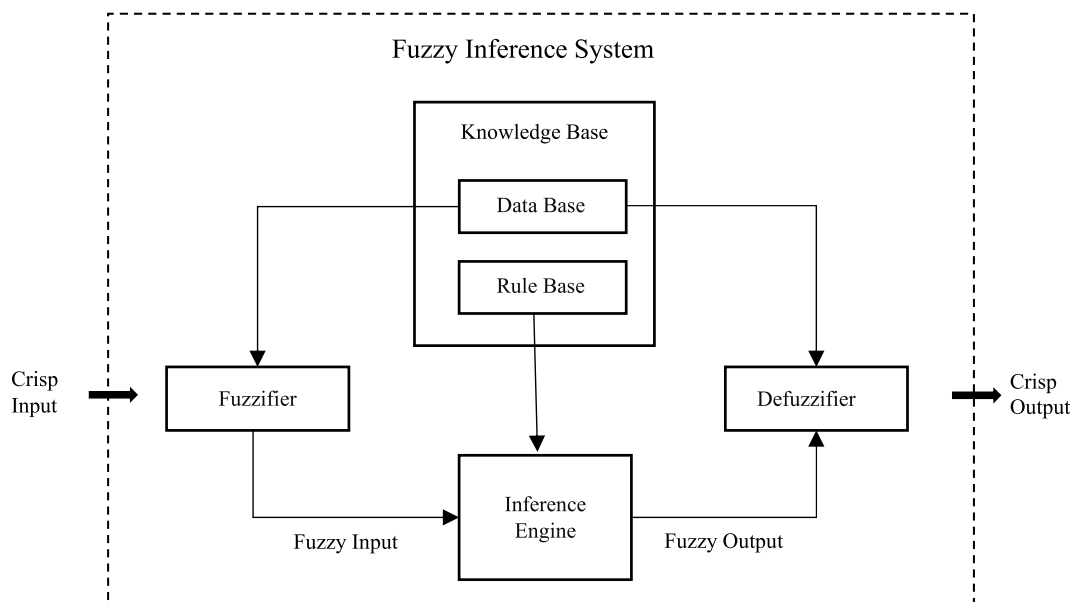 Fuzzy Inference System
Knowledge Base
Data Base
Rule Base
Crisp
Input
Fuzzifier
Defuzzifier
Crisp
Output
Inference
Engine
Fuzzy Input
Fuzzy Output